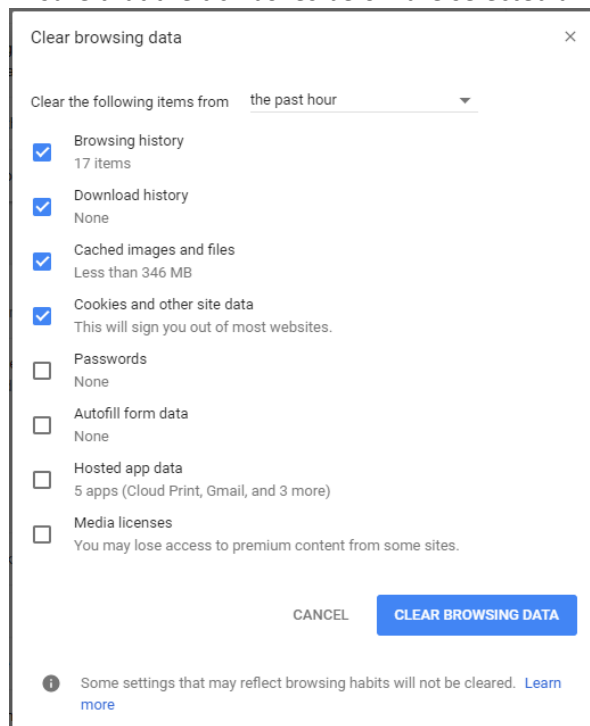 Clear browsing data
Clear the following items from the past hour
Browsing history
17 items
Download history
None
Cached images and files
Less than 346 MB
Cookies and other site data
This will sign you out of most websites.
Passwords
None
Autofill form data
None
Hosted app data
5 apps (Cloud Print, Gmail, and 3 more)
Media licenses
You may lose access to premium content from some sites.
CANCEL CLEAR BROWSING DATA
Some settings that may reflect browsing habits will not be cleared. Learn
more